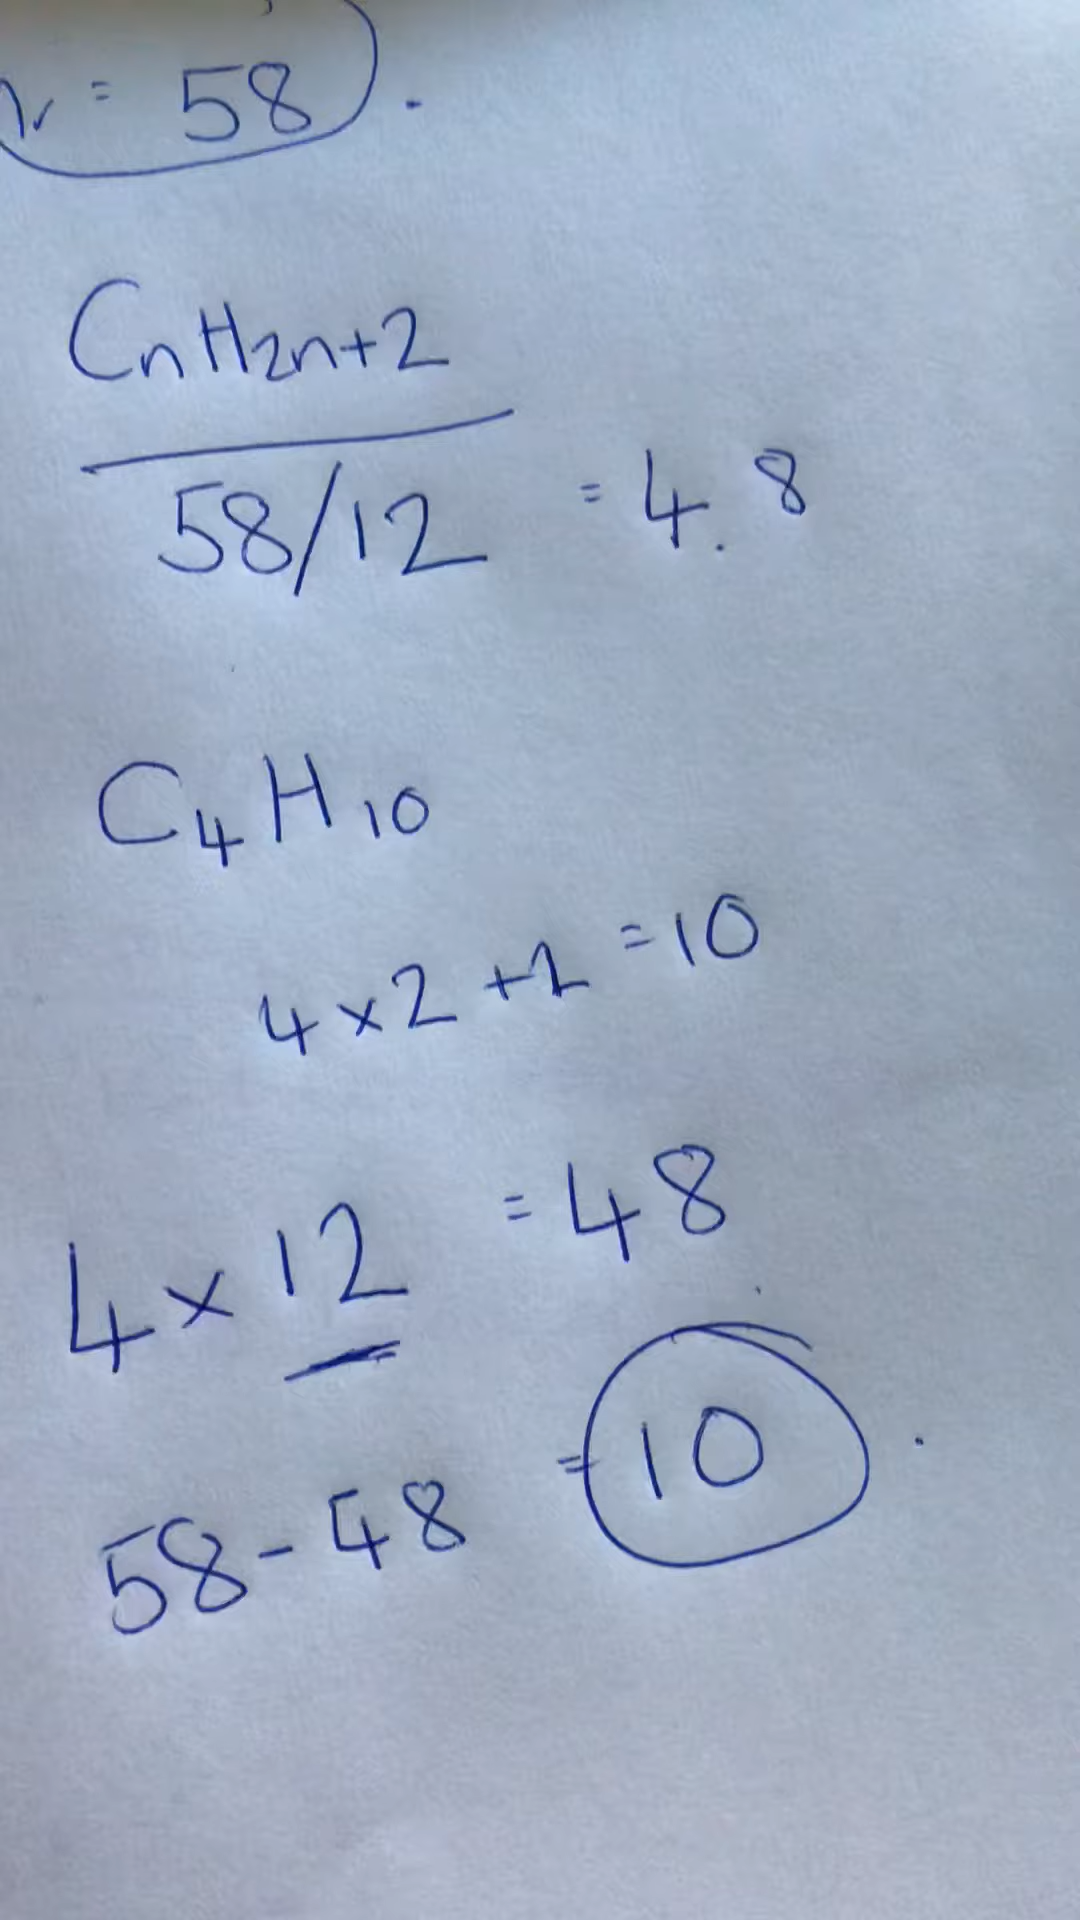 = 58 .
CnH2n+2
58/12 = 4.8
C4H10
4 x 2 + 2 = 10
4 x 12 = 48
58 - 48 = 10 .